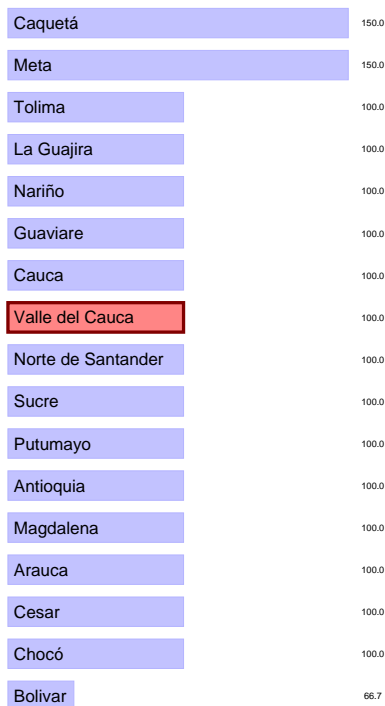 Caquetá 150.0
Meta 150.0
Tolima 100.0
La Guajira 100.0
Nariño 100.0
Guaviare 100.0
Cauca 100.0
Valle del Cauca 100.0
Norte de Santander 100.0
Sucre 100.0
Putumayo 100.0
Antioquia 100.0
Magdalena 100.0
Arauca 100.0
Cesar 100.0
Chocó 100.0
Bolivar 66.7